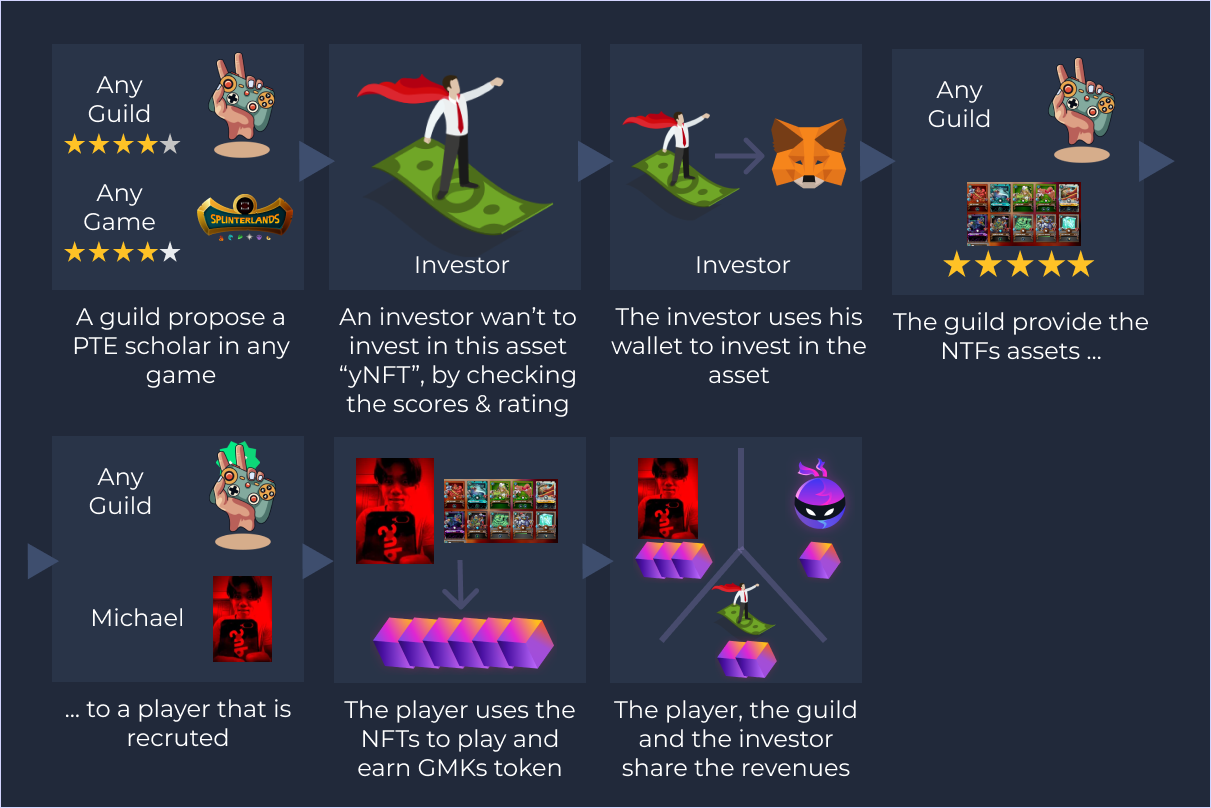 Any
Guild
Any
Game
SPLINTERLANDS
A guild propose a
PTE scholar in any
game
Investor
An investor wan’t to
invest in this asset
“yNFT”, by checking
the scores & rating
Investor
The investor uses his
wallet to invest in the
asset
Any
Guild
The guild provide the
NTFs assets ...
Any
Guild
Michael
... to a player that is
recruted
The player uses the
NFTs to play and
earn GMKs token
The player, the guild
and the investor
share the revenues